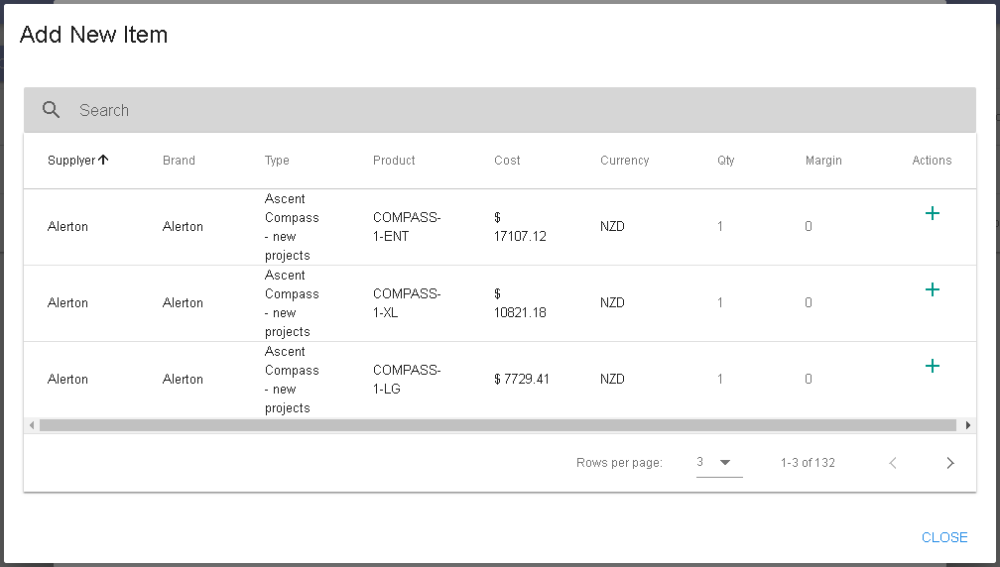 Add New Item
Search
Supplyer Brand Type Product Cost Currency Qty Margin Actions
Alerton Alerton Ascent Compass - new projects COMPASS-1-ENT $ 17107.12 NZD 1 0
Alerton Alerton Ascent Compass - new projects COMPASS-1-XL $ 10821.18 NZD 1 0
Alerton Alerton Ascent Compass - new projects COMPASS-1-LG $ 7729.41 NZD 1 0
Rows per page: 3 1-3 of 132
CLOSE